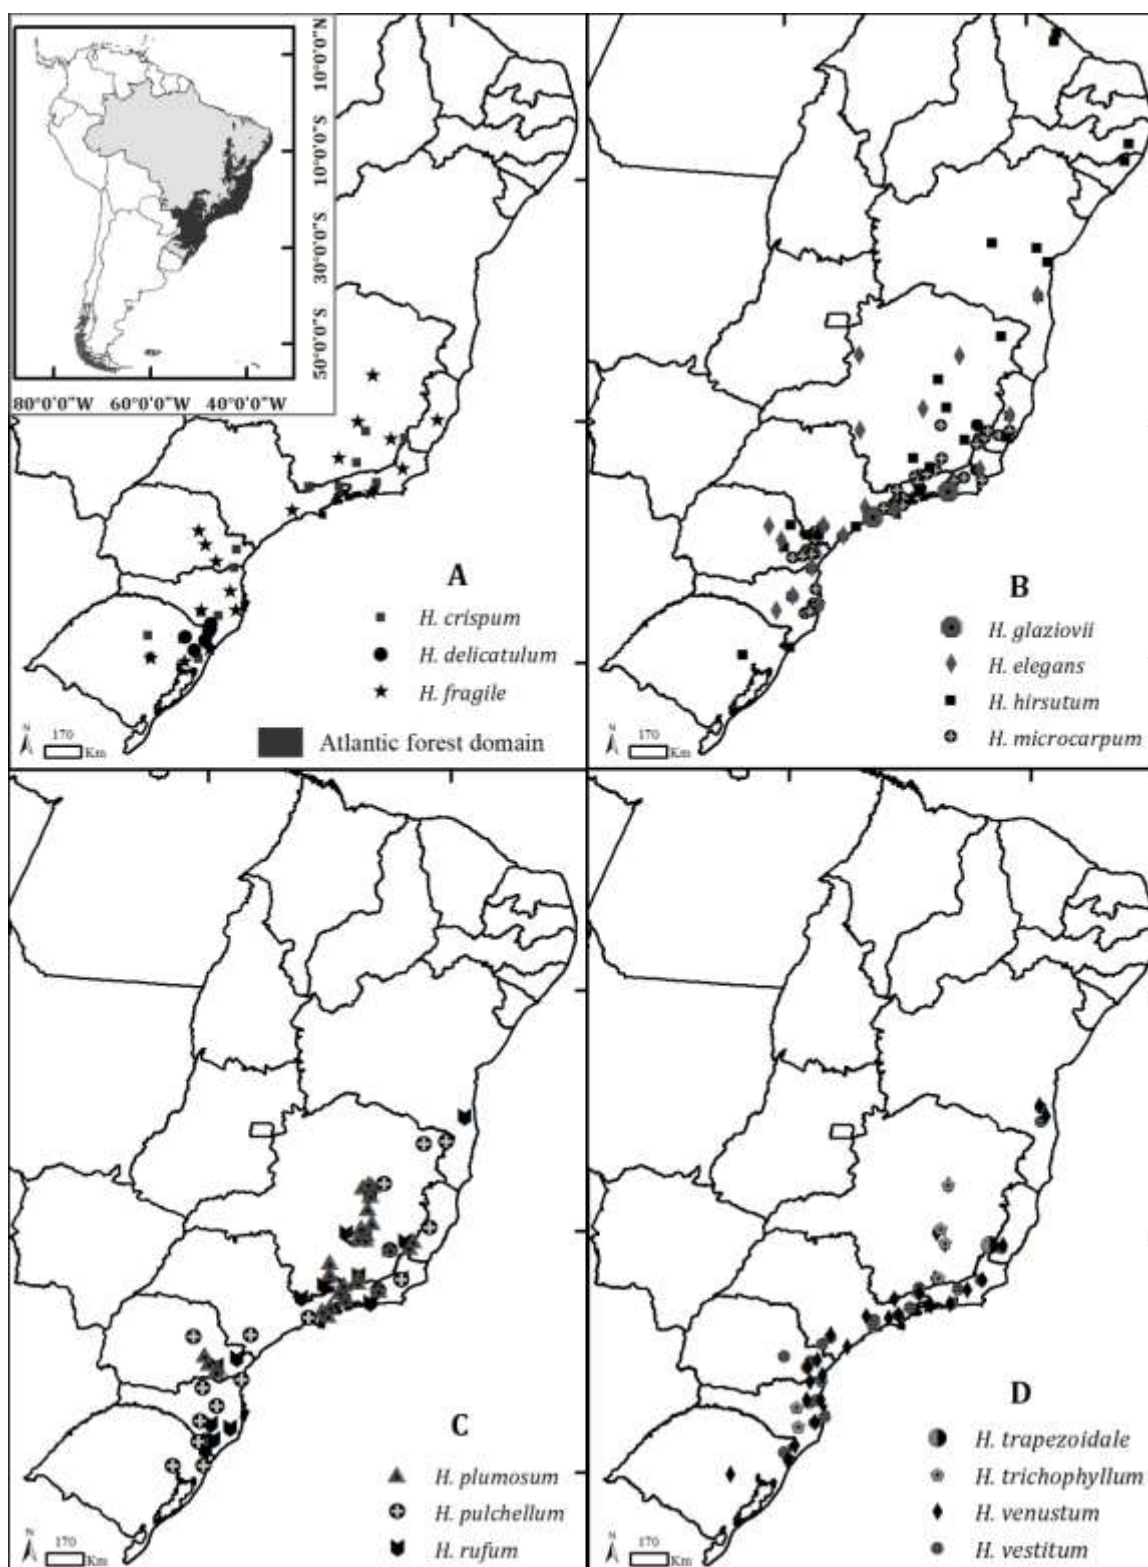 10°0'0"N
10°0'0"S
30°0'0"S
50°0'0"S
80°0'0"W 60°0'0"W 40°0'0"W
A
H. crispum
H. delicatulum
H. fragile
Atlantic forest domain
N
170
Km
B
H. glaziovii
H. elegans
H. hirsutum
H. microcarpum
N
170
Km
C
H. plumosum
H. pulchellum
H. rufum
N
170
Km
D
H. trapezoidale
H. trichophyllum
H. venustum
H. vestitum
N
170
Km